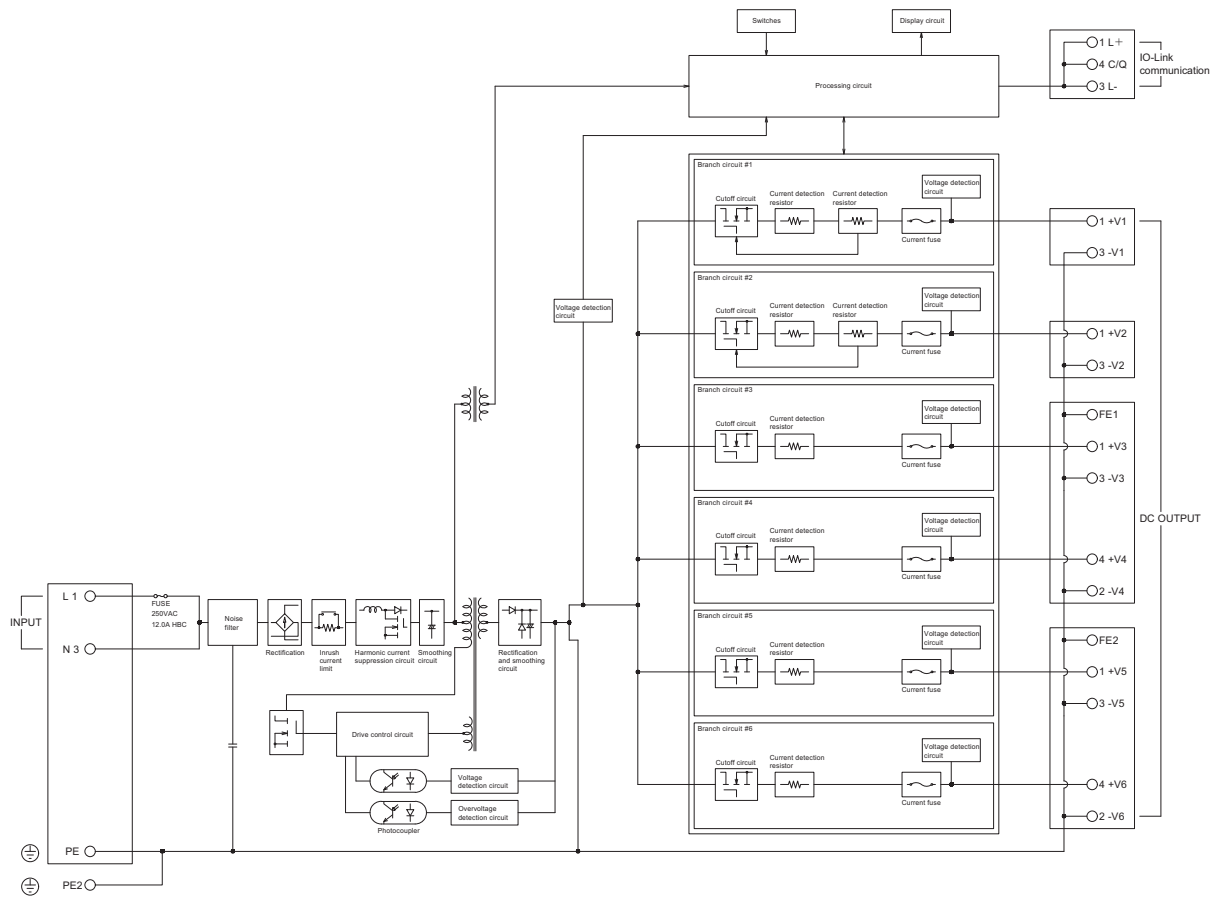 Switches
Display circuit
Processing circuit
1 L+
4 C/Q
3 L-
IO-Link
communication
Branch circuit #1
Cutoff circuit
Current detection
resistor
Current detection
resistor
Voltage detection
circuit
Current fuse
1 +V1
3 -V1
Branch circuit #2
Cutoff circuit
Current detection
resistor
Current detection
resistor
Voltage detection
circuit
Current fuse
1 +V2
3 -V2
Voltage detection
circuit
Branch circuit #3
Cutoff circuit
Current detection
resistor
Voltage detection
circuit
Current fuse
FE1
1 +V3
3 -V3
Branch circuit #4
Cutoff circuit
Current detection
resistor
Voltage detection
circuit
Current fuse
4 +V4
2 -V4
DC OUTPUT
Branch circuit #5
Cutoff circuit
Current detection
resistor
Voltage detection
circuit
Current fuse
FE2
1 +V5
3 -V5
Branch circuit #6
Cutoff circuit
Current detection
resistor
Voltage detection
circuit
Current fuse
4 +V6
2 -V6
INPUT
L 1
N 3
FUSE
250VAC
12.0A HBC
Noise
filter
Rectification
Inrush
current
limit
Harmonic current
suppression circuit
Smoothing
circuit
Rectification
and smoothing
circuit
Drive control circuit
Voltage
detection circuit
Overvoltage
detection circuit
Photocoupler
PE
PE2